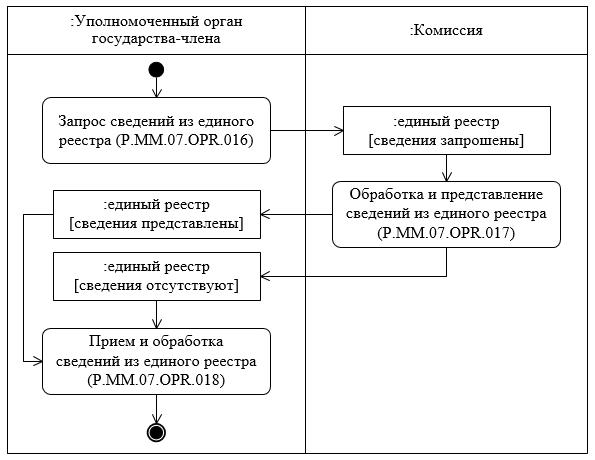 :Уполномоченный орган
государства-члена
:Комиссия
Запрос сведений из единого
реестра (P.MM.07.OPR.016)
:единый реестр
[сведения запрошены]
Обработка и представление
сведений из единого реестра
(P.MM.07.OPR.017)
:единый реестр
[сведения представлены]
:единый реестр
[сведения отсутствуют]
Прием и обработка
сведений из единого реестра
(P.MM.07.OPR.018)